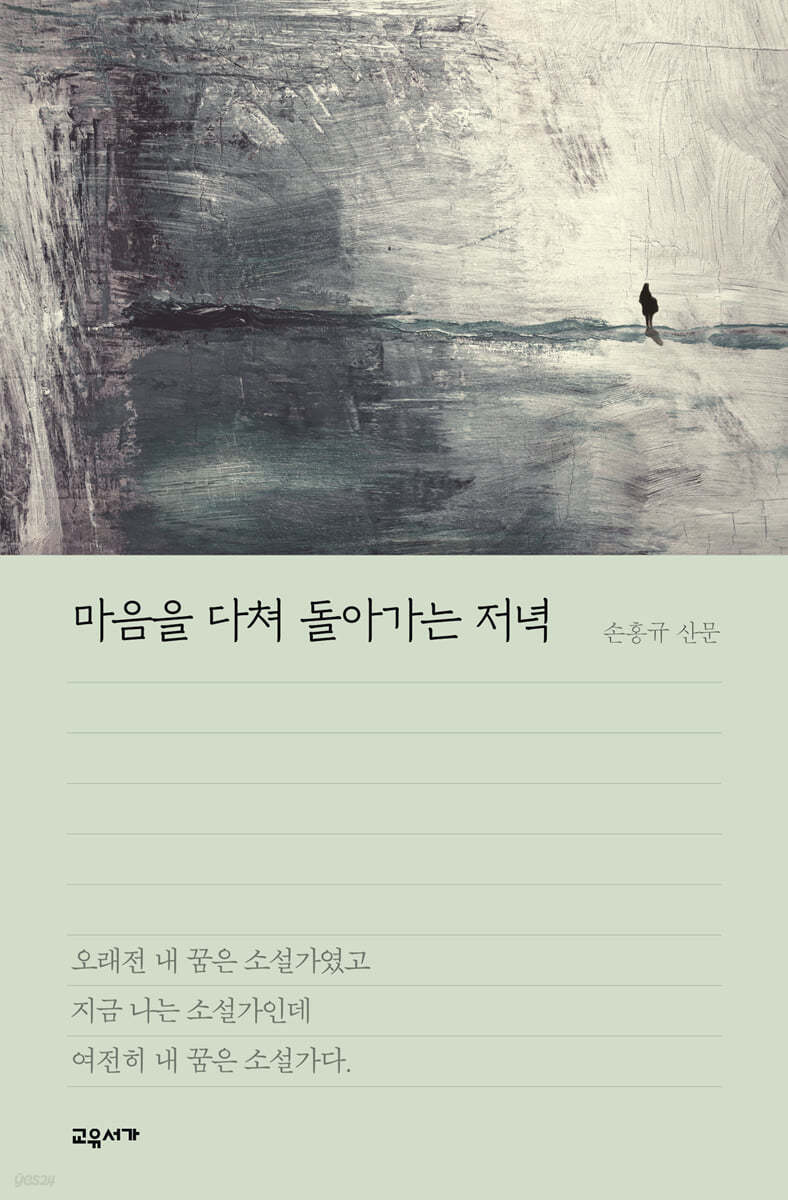 마음을 다쳐 돌아가는 저녁
손홍규 산문
오래전 내 꿈은 소설가였고
지금 나는 소설가인데
여전히 내 꿈은 소설가다.
교유서가
yes24